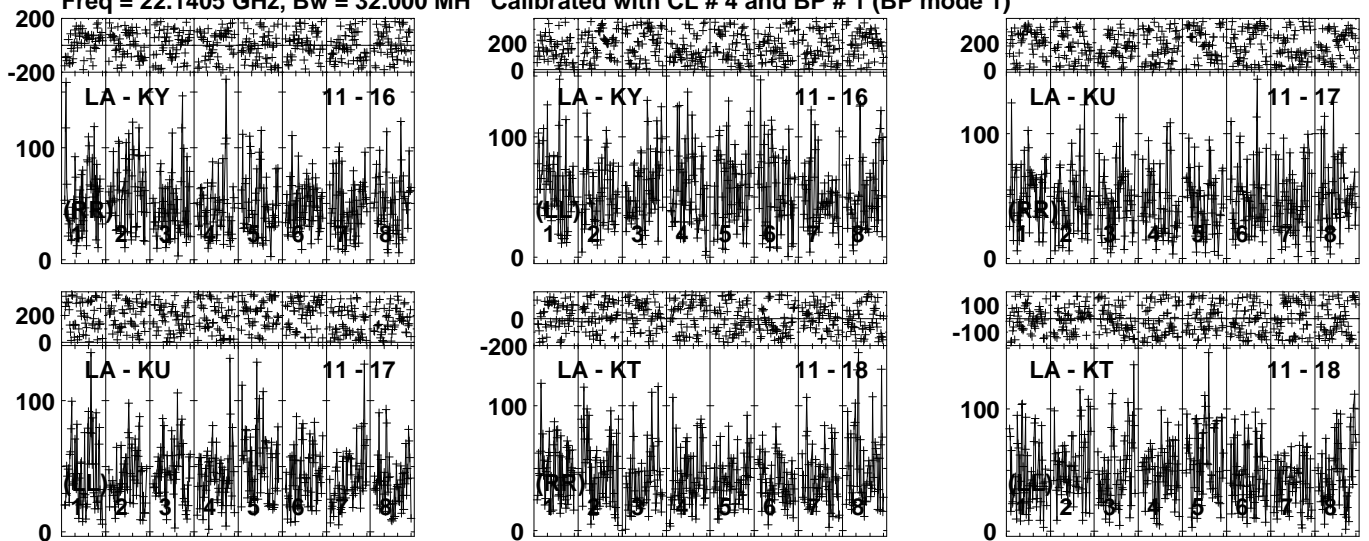 Freq = 22.1405 GHz, Bw = 32.000 MH Calibrated with CL # 4 and BP # 1 (BP mode 1)
200
-200
LA - KY 11 - 16
100
(RR)
1 2 3 4 5 6 7 8
0
200
0
LA - KY 11 - 16
100
(LL)
1 2 3 4 5 6 7 8
0
200
0
LA - KU 11 - 17
100
(RR)
1 2 3 4 5 6 7 8
0
200
0
LA - KU 11 - 17
100
(LL)
1 2 3 4 5 6 7 8
0
0
-200
LA - KT 11 - 18
100
(RR)
1 2 3 4 5 6 7 8
0
100
-100
LA - KT 11 - 18
100
(LL)
1 2 3 4 5 6 7 8
0